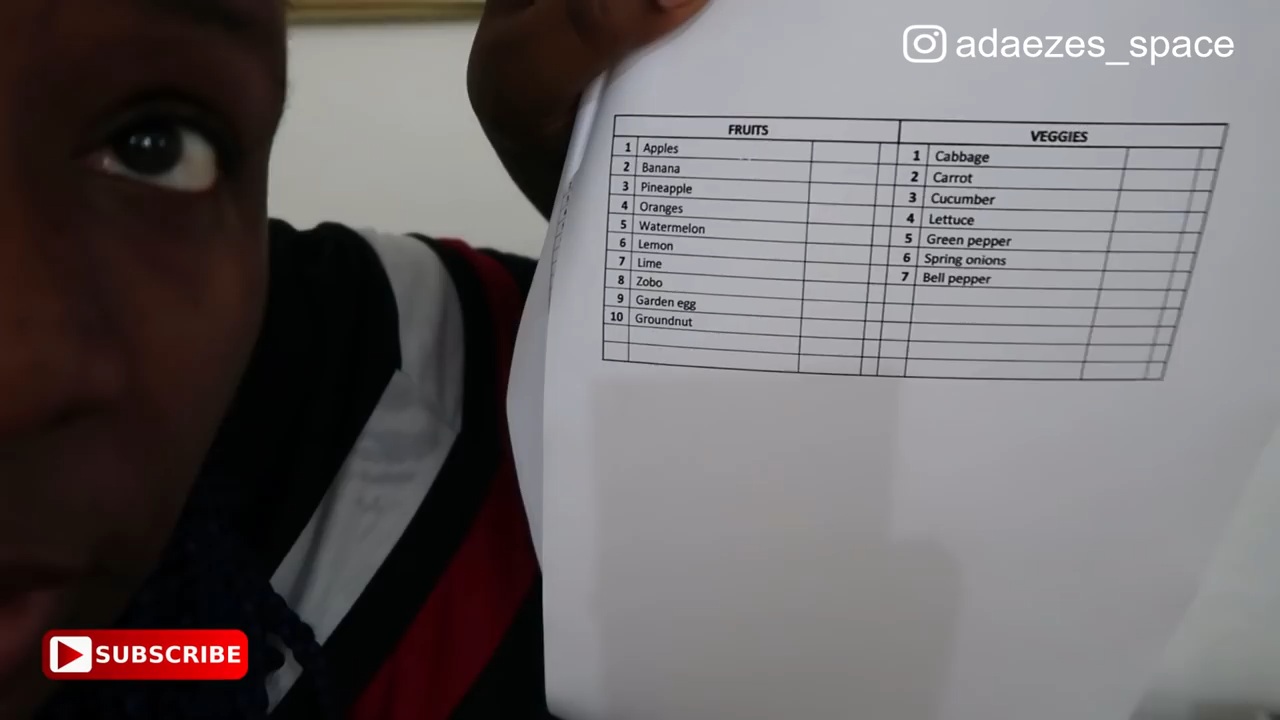 adaezes_space
FRUITS VEGGIES
1 Apples 1 Cabbage
2 Banana 2 Carrot
3 Pineapple 3 Cucumber
4 Oranges 4 Lettuce
5 Watermelon 5 Green pepper
6 Lemon 6 Spring onions
7 Lime 7 Bell pepper
8 Zobo
9 Garden egg
10 Groundnut
SUBSCRIBE